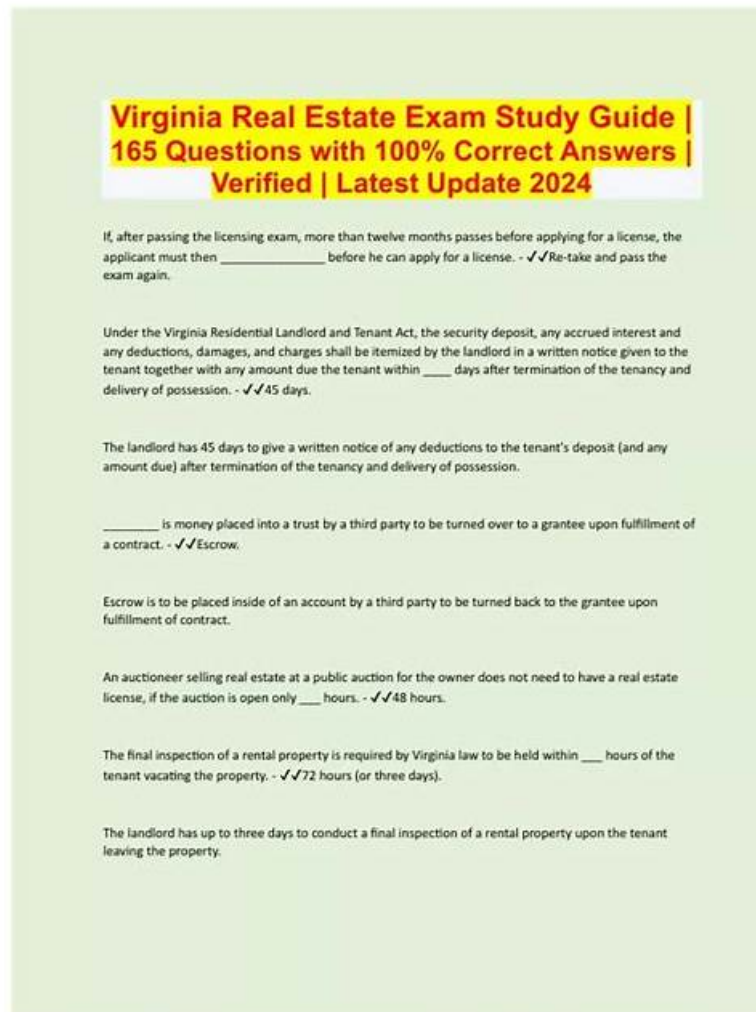 Virginia Real Estate Exam Study Guide |
165 Questions with 100% Correct Answers |
Verified | Latest Update 2024
If, after passing the licensing exam, more than twelve months passes before applying for a license, the
applicant must then _______________ before he can apply for a license. - ✓✓Re-take and pass the
exam again.
Under the Virginia Residential Landlord and Tenant Act, the security deposit, any accrued interest and
any deductions, damages, and charges shall be itemized by the landlord in a written notice given to the
tenant together with any amount due the tenant within ____ days after termination of the tenancy and
delivery of possession. - ✓✓45 days.
The landlord has 45 days to give a written notice of any deductions to the tenant's deposit (and any
amount due) after termination of the tenancy and delivery of possession.
________ is money placed into a trust by a third party to be turned over to a grantee upon fulfillment of
a contract. - ✓✓Escrow.
Escrow is to be placed inside of an account by a third party to be turned back to the grantee upon
fulfillment of contract.
An auctioneer selling real estate at a public auction for the owner does not need to have a real estate
license, if the auction is open only ___ hours. - ✓✓48 hours.
The final inspection of a rental property is required by Virginia law to be held within ___ hours of the
tenant vacating the property. - ✓✓72 hours (or three days).
The landlord has up to three days to conduct a final inspection of a rental property upon the tenant
leaving the property.